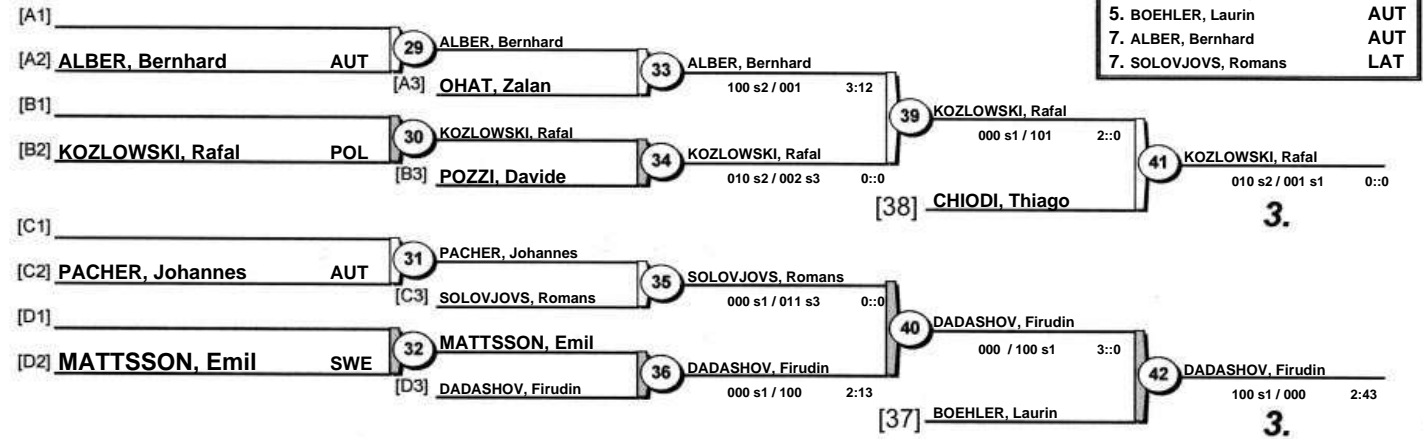 5. BOEHLER, Laurin AUT
7. ALBER, Bernhard AUT
7. SOLOVJOVS, Romans LAT
[A1]
[A2] ALBER, Bernhard AUT
29
ALBER, Bernhard
[A3] OHAT, Zalan
33
ALBER, Bernhard
100 s2 / 001 3:12
[B1]
[B2] KOZLOWSKI, Rafal POL
30
KOZLOWSKI, Rafal
[B3] POZZI, Davide
34
KOZLOWSKI, Rafal
010 s2 / 002 s3 0::0
39
KOZLOWSKI, Rafal
000 s1 / 101 2::0
[38] CHIODI, Thiago
41
KOZLOWSKI, Rafal
010 s2 / 001 s1 0::0
3.
[C1]
[C2] PACHER, Johannes AUT
31
PACHER, Johannes
[C3] SOLOVJOVS, Romans
35
SOLOVJOVS, Romans
000 s1 / 011 s3 0::0
[D1]
[D2] MATTSSON, Emil SWE
32
MATTSSON, Emil
[D3] DADASHOV, Firudin
36
DADASHOV, Firudin
000 s1 / 100 2:13
40
DADASHOV, Firudin
000 / 100 s1 3::0
[37] BOEHLER, Laurin
42
DADASHOV, Firudin
100 s1 / 000 2:43
3.